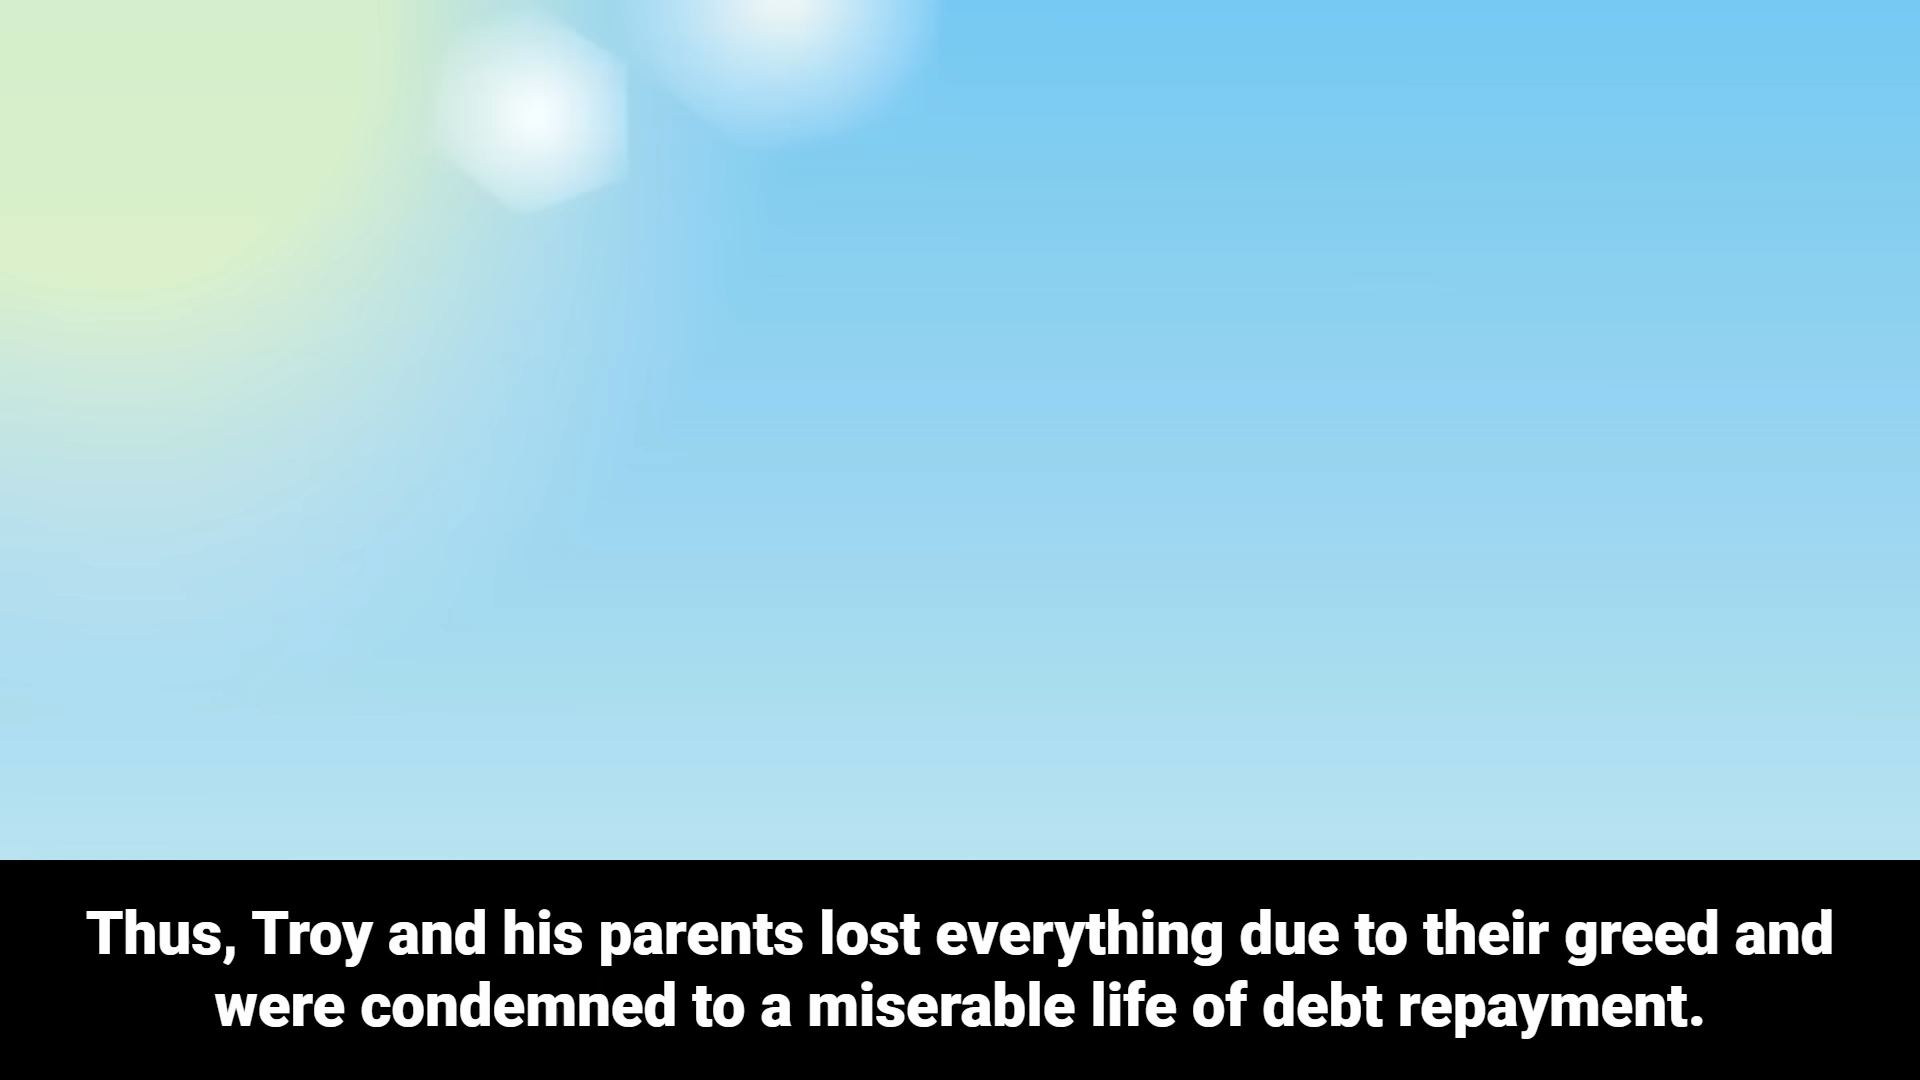 Thus, Troy and his parents lost everything due to their greed and
were condemned to a miserable life of debt repayment.